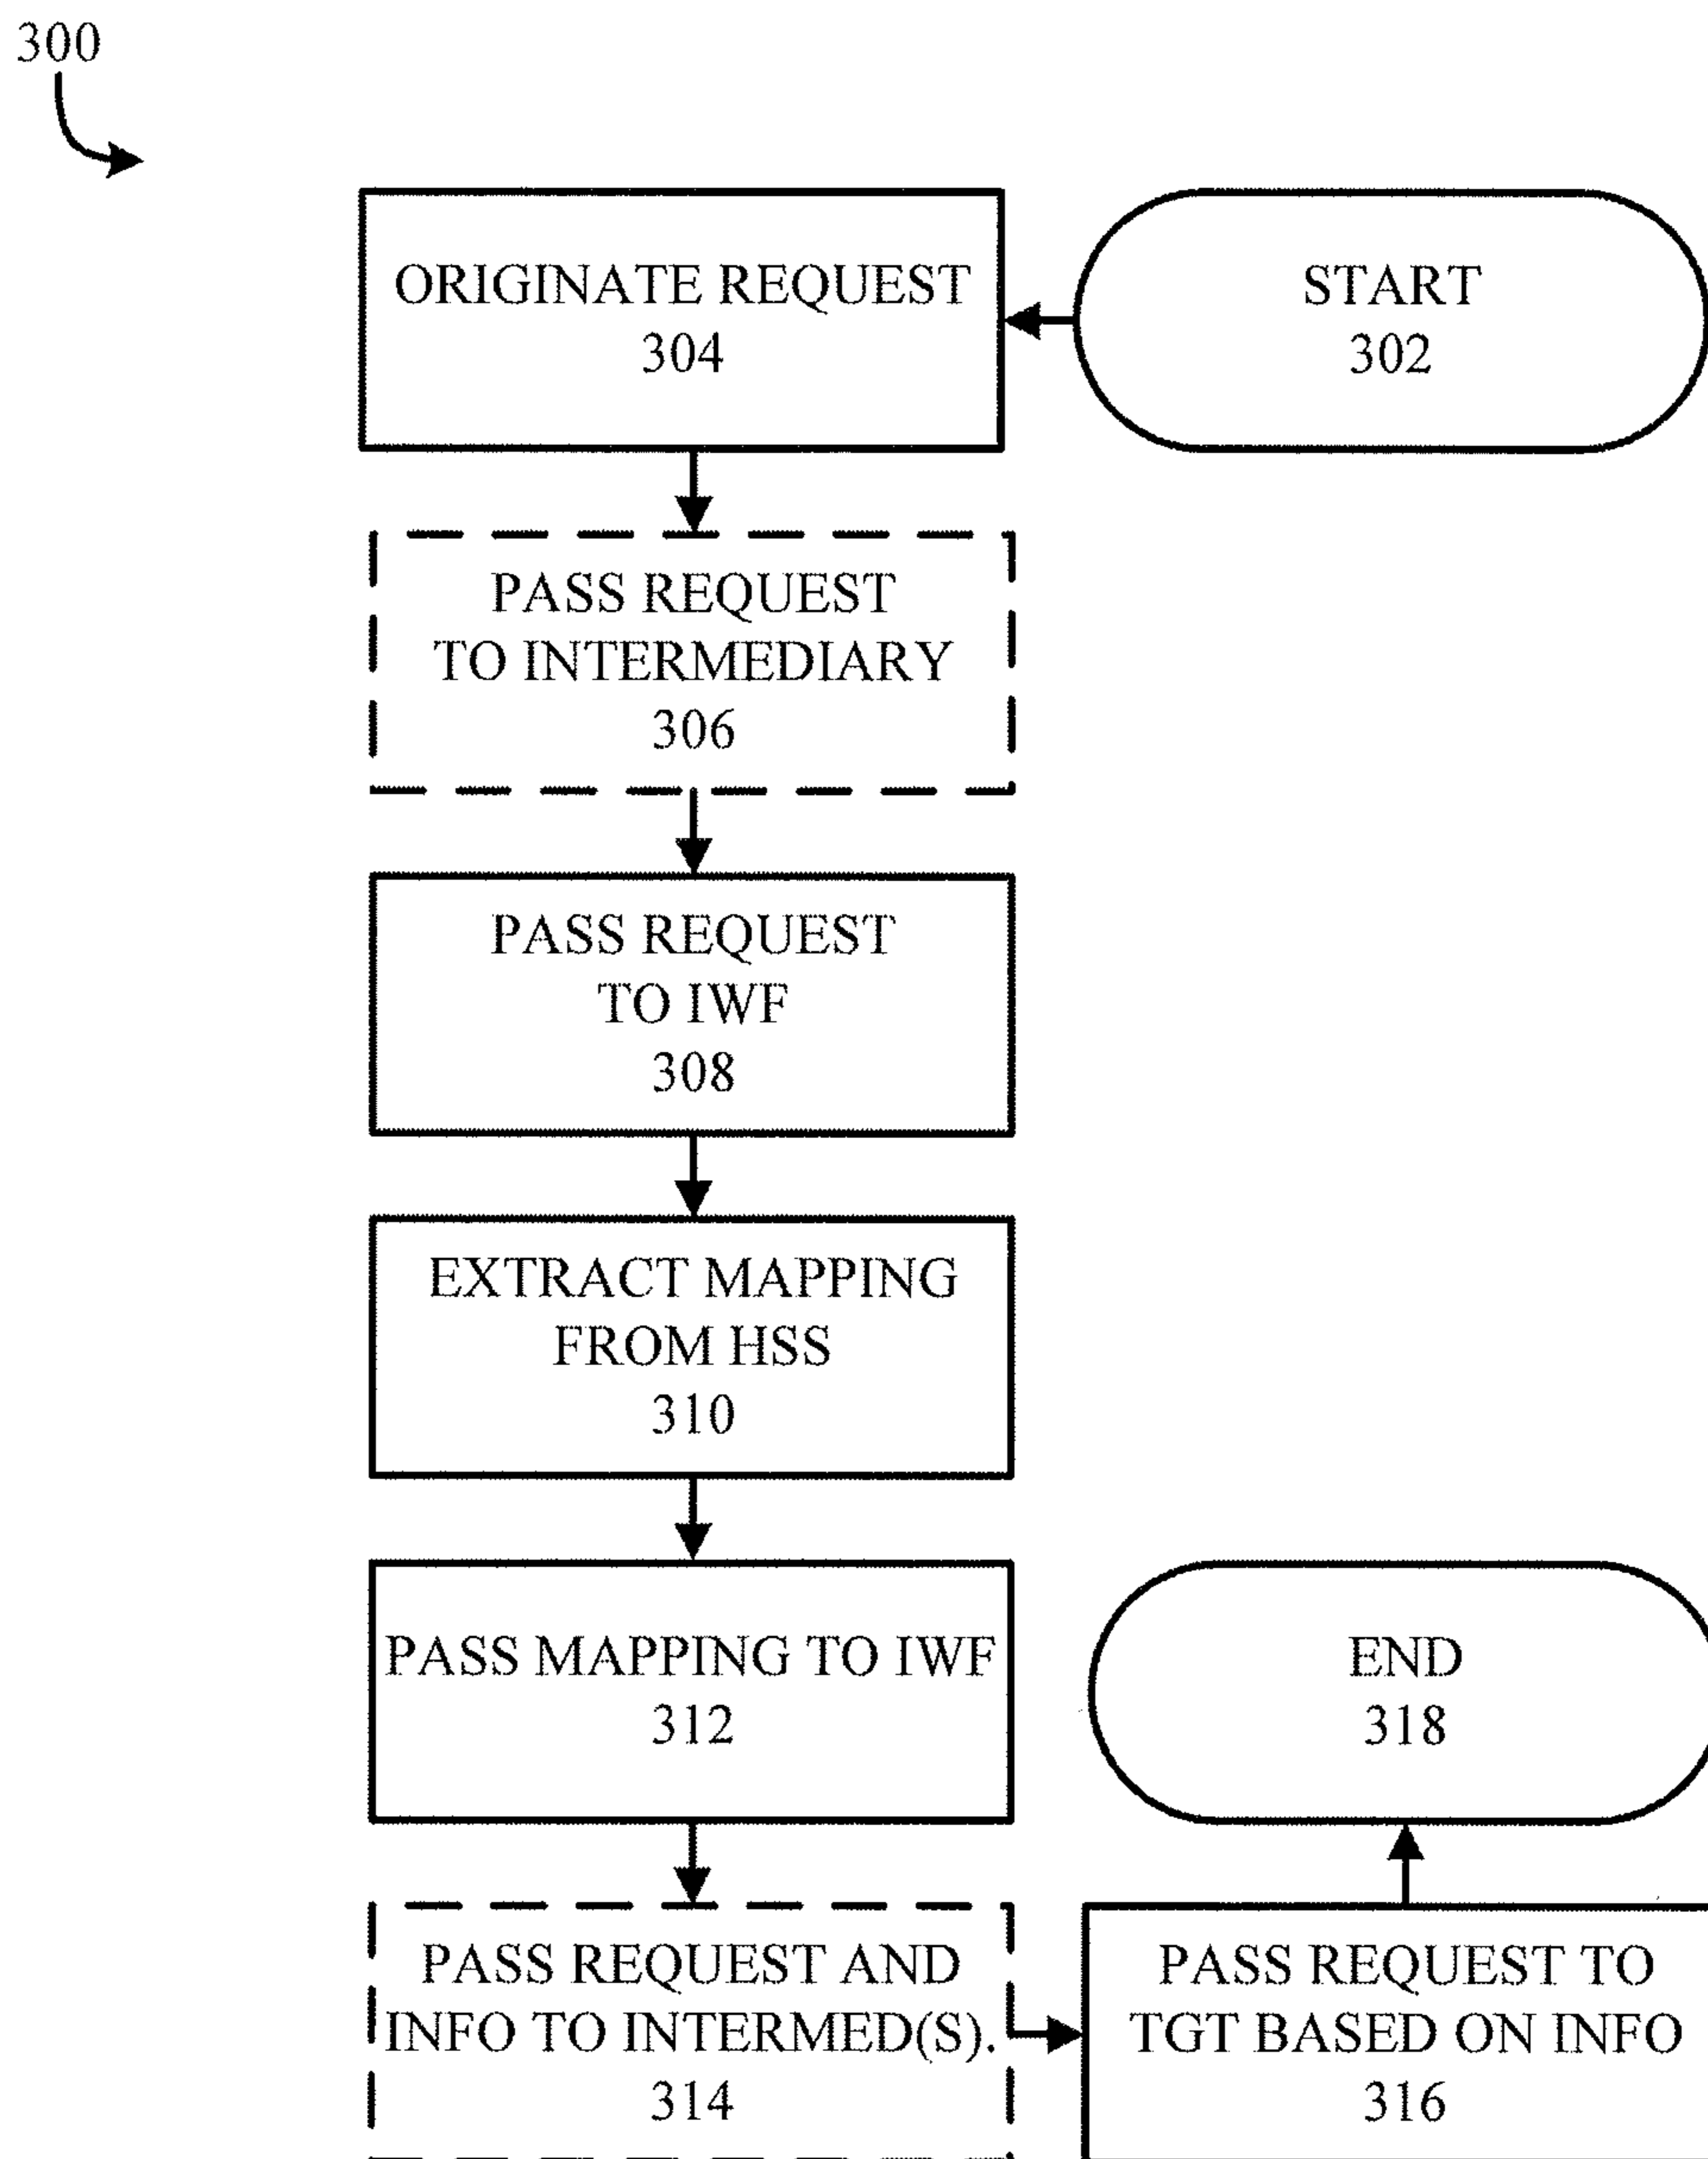 300
START
302
ORIGINATE REQUEST
304
PASS REQUEST
TO INTERMEDIARY
306
PASS REQUEST
TO IWF
308
EXTRACT MAPPING
FROM HSS
310
PASS MAPPING TO IWF
312
PASS REQUEST AND
INFO TO INTERMED(S).
314
PASS REQUEST TO
TGT BASED ON INFO
316
END
318